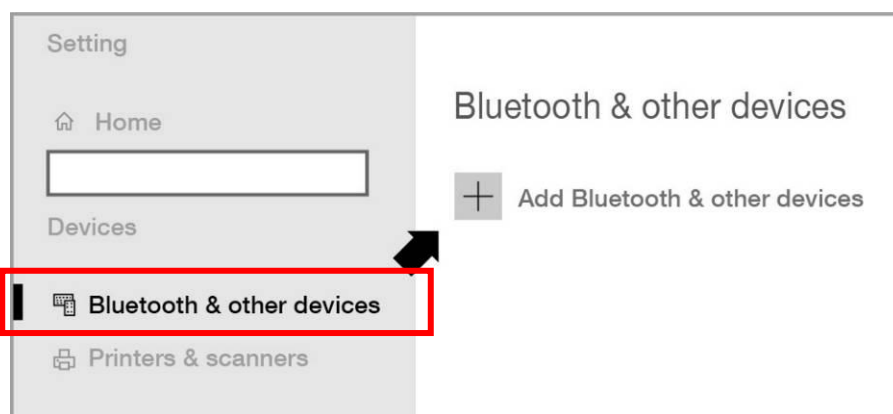 Setting
Home
Devices
Bluetooth & other devices
Printers & scanners
Bluetooth & other devices
Add Bluetooth & other devices